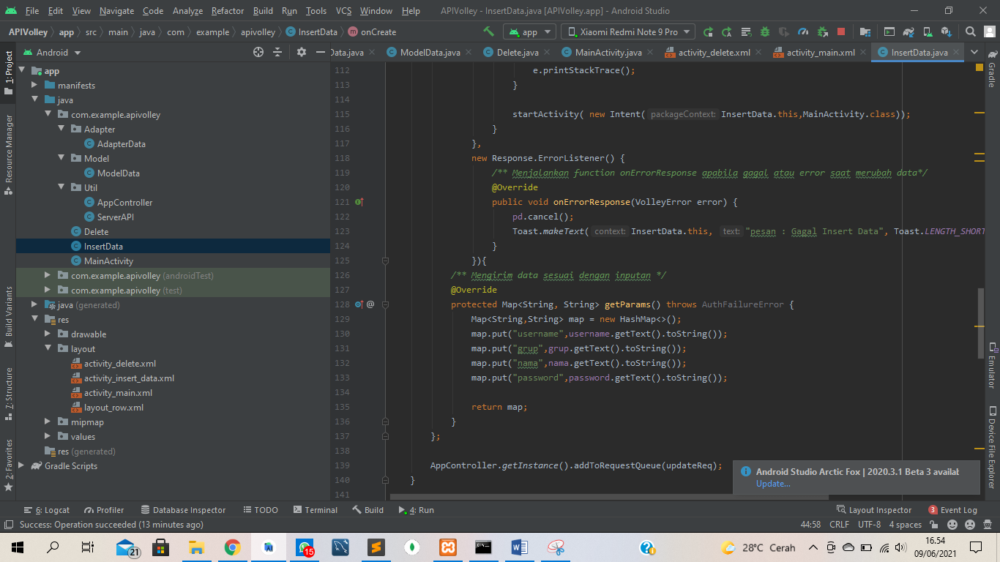 File Edit View Navigate Code Analyze Refactor Build Run Tools VCS Window Help APIVolley - InsertData.java [APIVolley.app] - Android Studio
APIVolley app src main java com example apivolley InsertData onCreate app Xiaomi Redmi Note 9 Pro
Android
Data.java ModelData.java Delete.java MainActivity.java activity_delete.xml activity_main.xml InsertData.java
1: Project
Resource Manager
Build Variants
7: Structure
2: Favorites
app
manifests
java
com.example.apivolley
Adapter
AdapterData
Model
ModelData
Util
AppController
ServerAPI
Delete
InsertData
MainActivity
com.example.apivolley (androidTest)
com.example.apivolley (test)
java (generated)
res
drawable
layout
activity_delete.xml
activity_insert_data.xml
activity_main.xml
layout_row.xml
mipmap
values
res (generated)
Gradle Scripts
112 e.printStackTrace();
113 }
114
115 startActivity( new Intent( packageContext: InsertData.this,MainActivity.class));
116 }
117 },
118 new Response.ErrorListener() {
119 /** Menjalankan function onErrorResponse apabila gagal atau error saat merubah data*/
120 @Override
121 public void onErrorResponse(VolleyError error) {
122 pd.cancel();
123 Toast.makeText( context: InsertData.this, text: "pesan : Gagal Insert Data", Toast.LENGTH_SHORT
124 }
125 }){
126 /** Mengirim data sesuai dengan inputan */
127 @Override
128 @ protected Map<String, String> getParams() throws AuthFailureError {
129 Map<String,String> map = new HashMap<>();
130 map.put("username",username.getText().toString());
131 map.put("grup",grup.getText().toString());
132 map.put("nama",nama.getText().toString());
133 map.put("password",password.getText().toString());
134
135 return map;
136 }
137 };
138
139 AppController.getInstance().addToRequestQueue(updateReq);
140 }
141
Gradle
Emulator
Device File Explorer
Android Studio Arctic Fox | 2020.3.1 Beta 3 availal
Update...
6: Logcat Profiler Database Inspector TODO Terminal Build 4: Run Layout Inspector 3 Event Log
Success: Operation succeeded (13 minutes ago) 44:58 CRLF UTF-8 4 spaces
21 15 28°C Cerah 16.54
09/06/2021